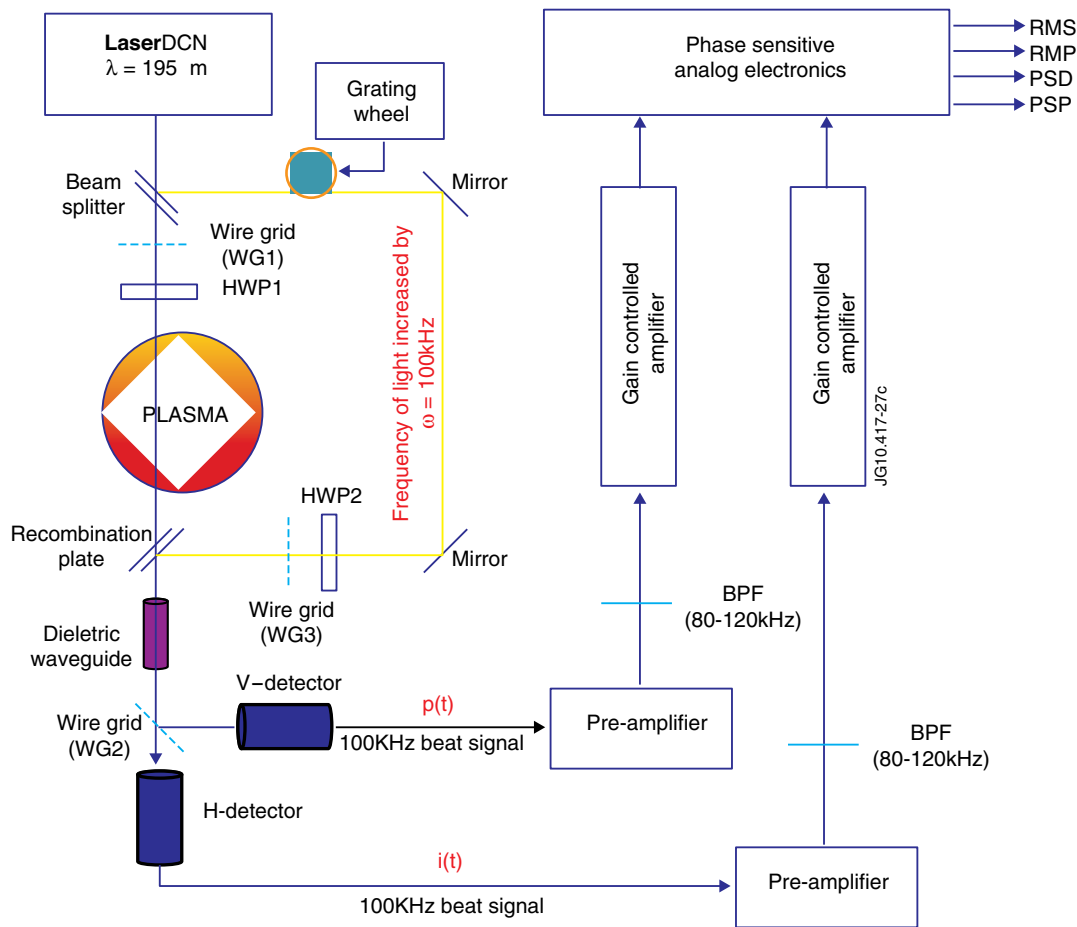 LaserDCN
λ = 195 m
Grating
wheel
Phase sensitive
analog electronics
RMS
RMP
PSD
PSP
Beam
splitter
Mirror
Wire grid
(WG1)
HWP1
PLASMA
Frequency of light increased by
ω = 100kHz
Gain controlled
amplifier
Gain controlled
amplifier
JG10.417-27c
HWP2
Recombination
plate
Mirror
Wire grid
(WG3)
BPF
(80-120kHz)
Dieletric
waveguide
V–detector
p(t)
100KHz beat signal
Pre-amplifier
Wire grid
(WG2)
BPF
(80-120kHz)
H-detector
i(t)
100KHz beat signal
Pre-amplifier